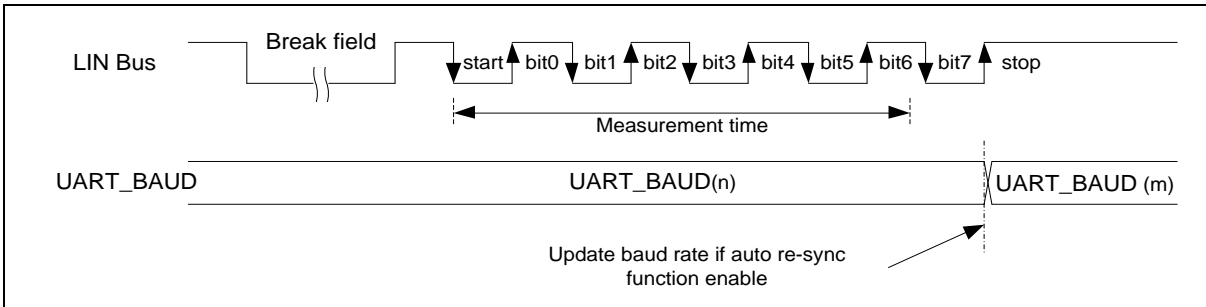 Break field
LIN Bus
start bit0 bit1 bit2 bit3 bit4 bit5 bit6 bit7 stop
Measurement time
UART_BAUD
UART_BAUD(n)
UART_BAUD (m)
Update baud rate if auto re-sync
function enable